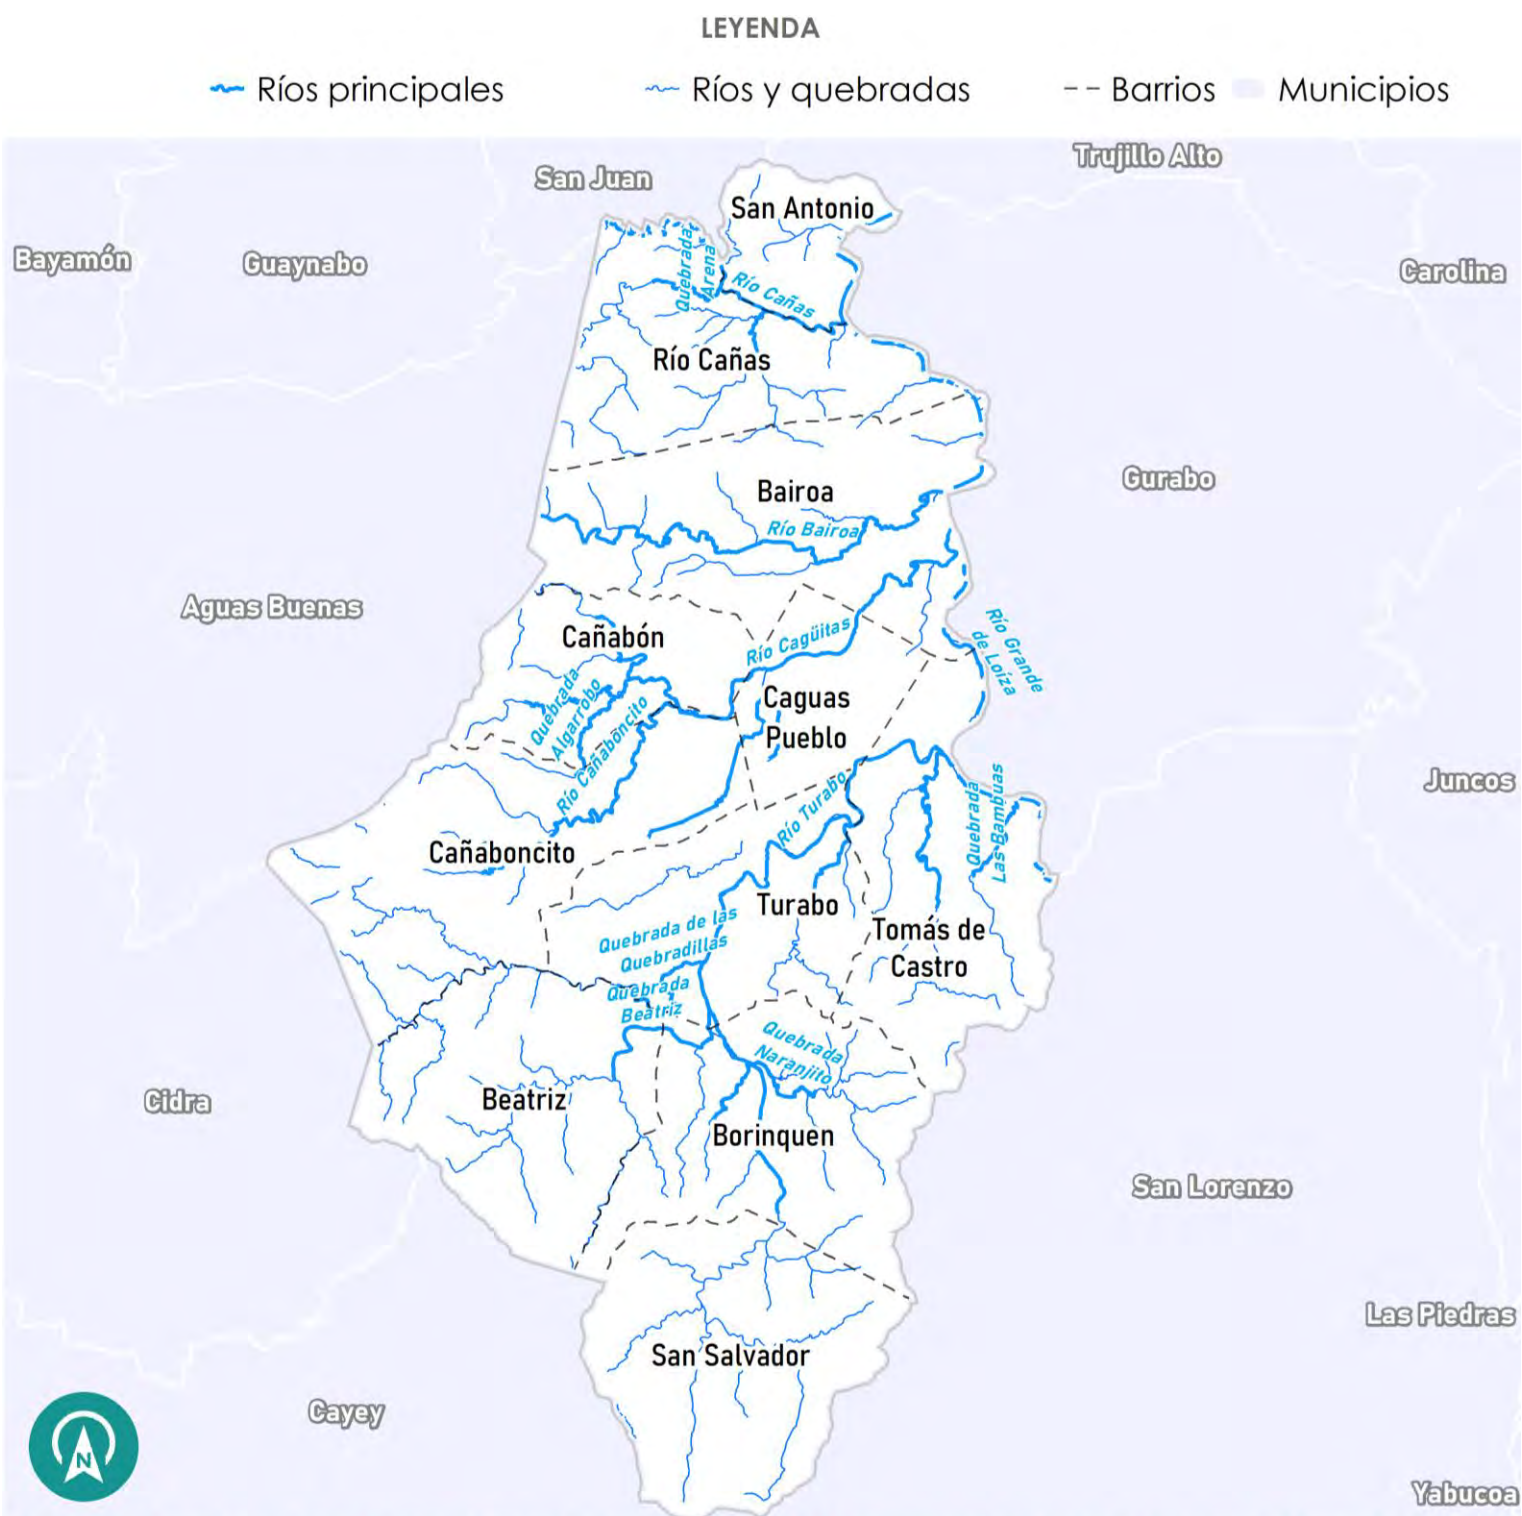 LEYENDA
Ríos principales
Ríos y quebradas
Barrios
Municipios
Trujillo Alto
San Juan
San Antonio
Bayamón
Guaynabo
Carolina
Quebrada
Arena
Río Cañas
Río Cañas
Gurabo
Bairoa
Río Bairoa
Aguas Buenas
Cañabón
Río Cagüitas
Río Grande
de Loíza
Quebrada
Algarrobo
Río Cañaboncito
Caguas
Pueblo
Juncos
Río Turabo
Quebrada
Las Bambuas
Cañaboncito
Turabo
Tomás de
Castro
Quebrada de las
Quebradillas
Quebrada
Beatriz
Quebrada
Naranjito
Cidra
Beatriz
Borinquen
San Lorenzo
Las Piedras
San Salvador
Cayey
N
Yabucoa